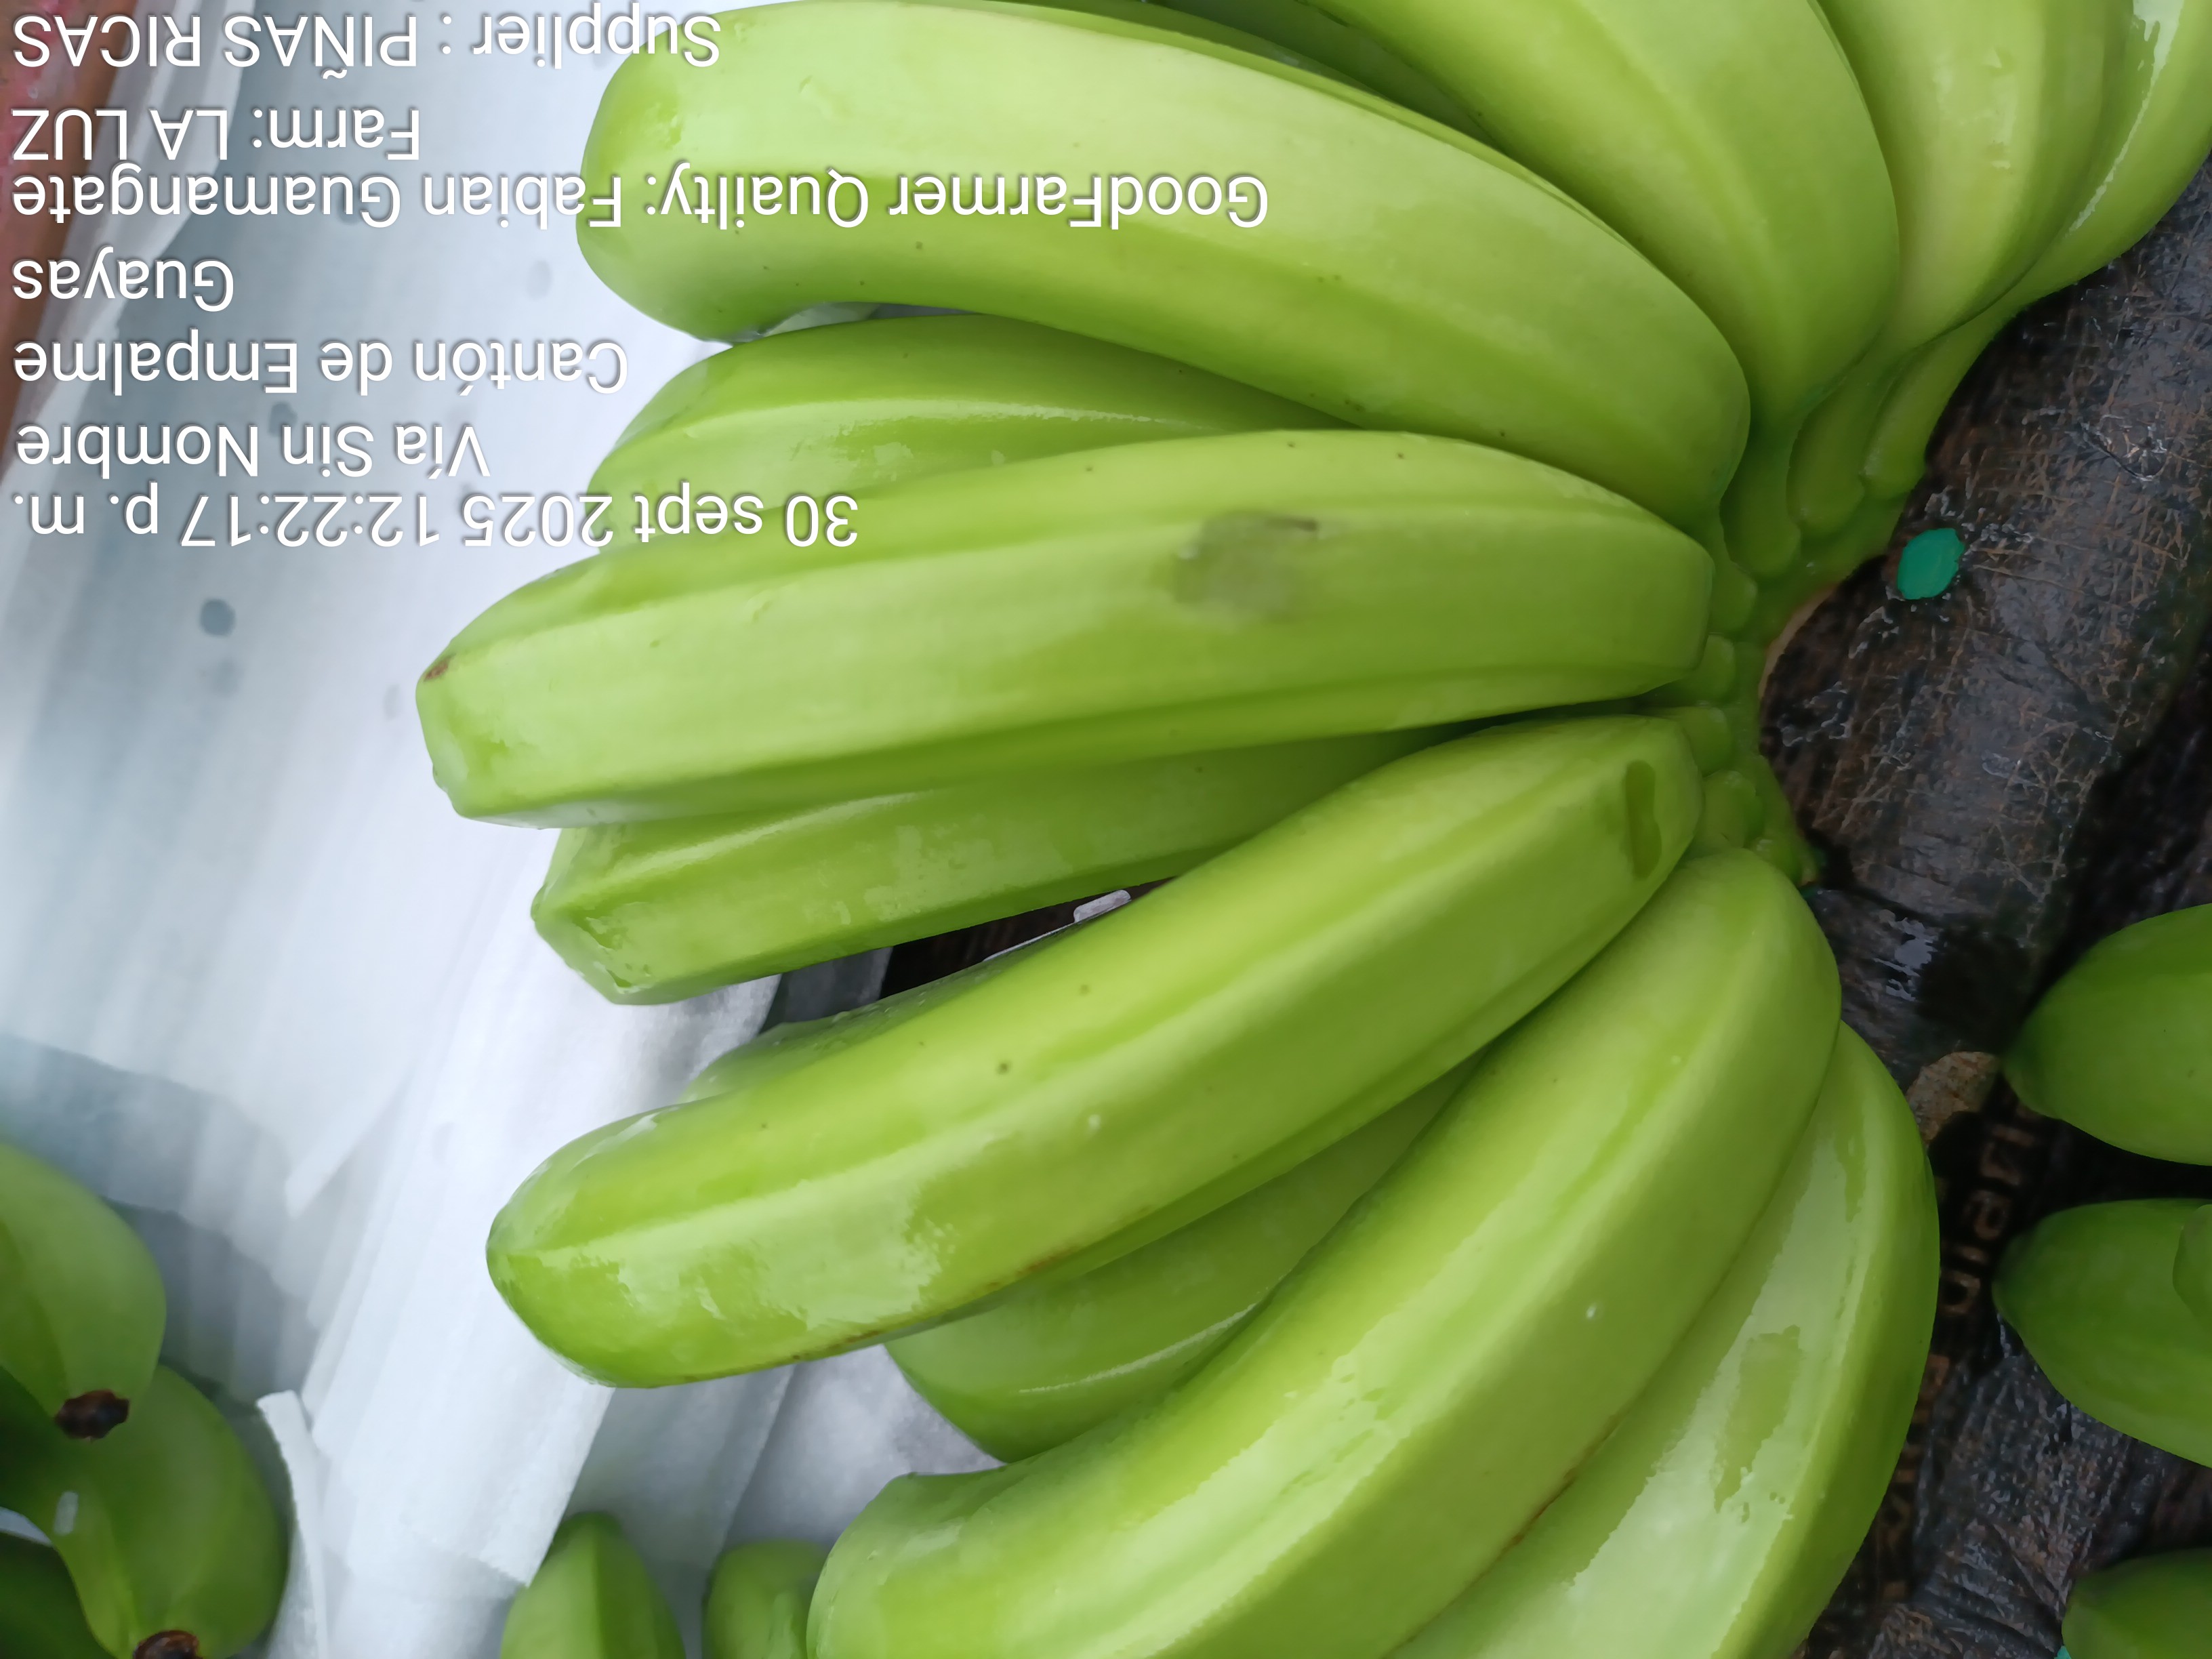 30 sept 2025 12:22:17 p. m.
Vía Sin Nombre
Cantón de Empalme
Guayas
GoodFarmer Quailty: Fabian Guamangate
Farm: LA LUZ
Supplier : PIÑAS RICAS